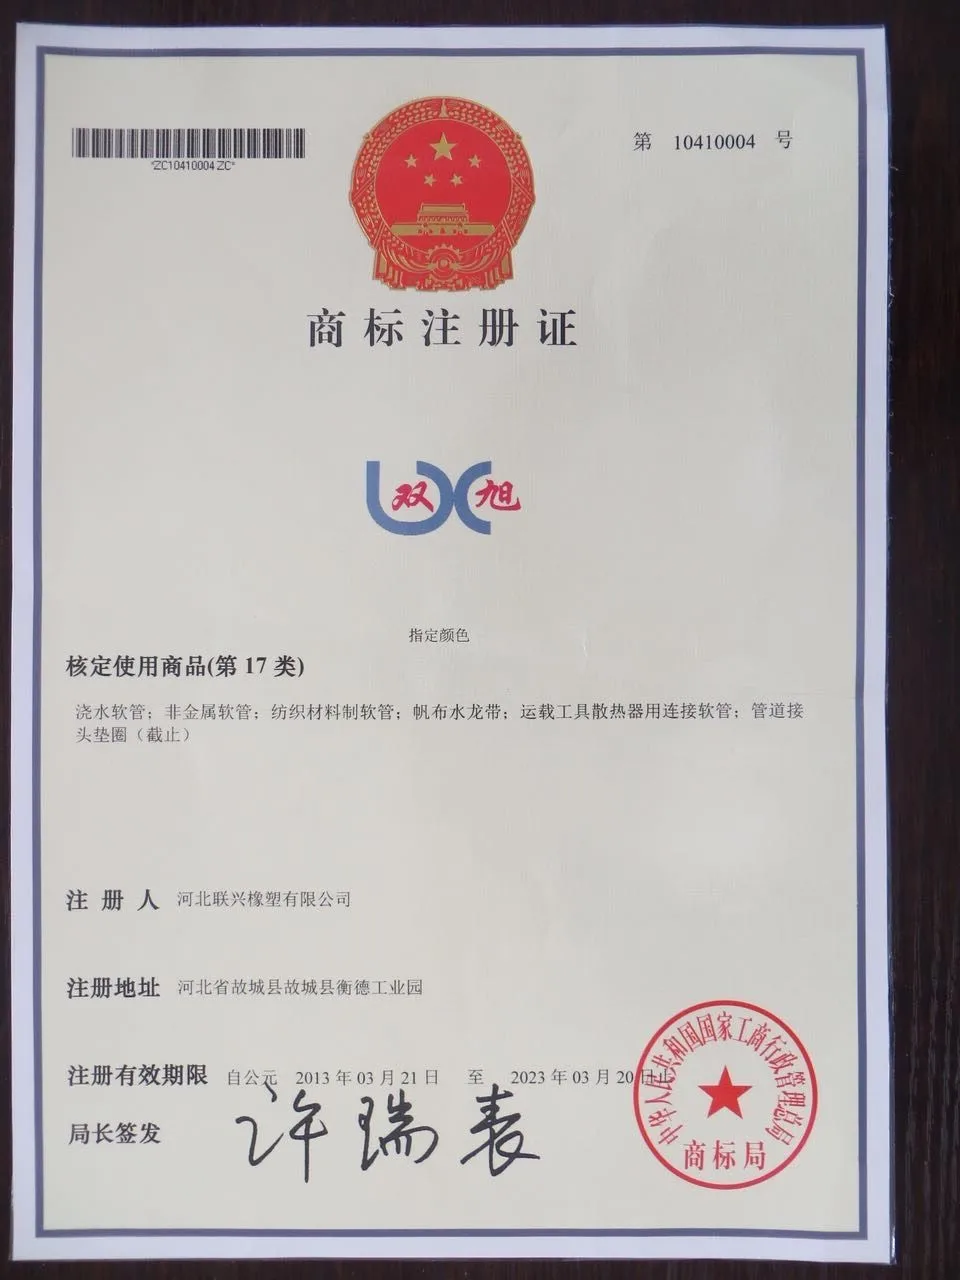 *ZC10410004ZC*
第 10410004 号
商标注册证
双旭
指定颜色
核定使用商品(第 17 类)
浇水软管；非金属软管；纺织材料制软管；帆布水龙带；运载工具散热器用连接软管；管道接
头垫圈（截止）
注 册 人 河北联兴橡塑有限公司
注册地址 河北省故城县故城县衡德工业园
注册有效期限 自公元 2013 年 03 月 21 日 至 2023 年 03 月 20 日止
局长签发 许瑞表
中华人民共和国国家工商行政管理总局
商标局